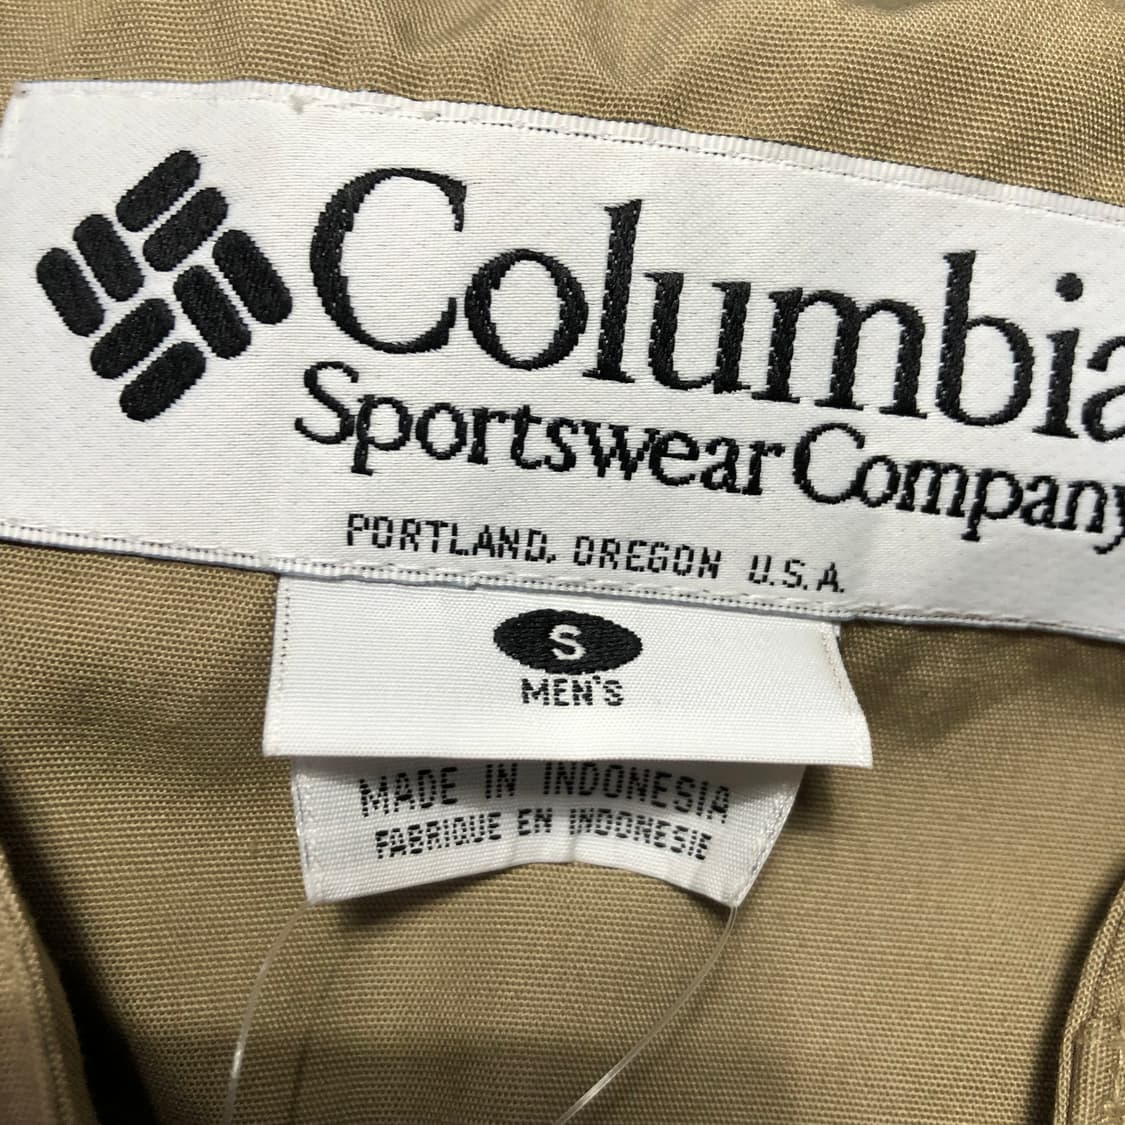 Columbia
Sportswear Company
PORTLAND, OREGON U.S.A.
S
MEN'S
MADE IN INDONESIA
FABRIQUE EN INDONESIE